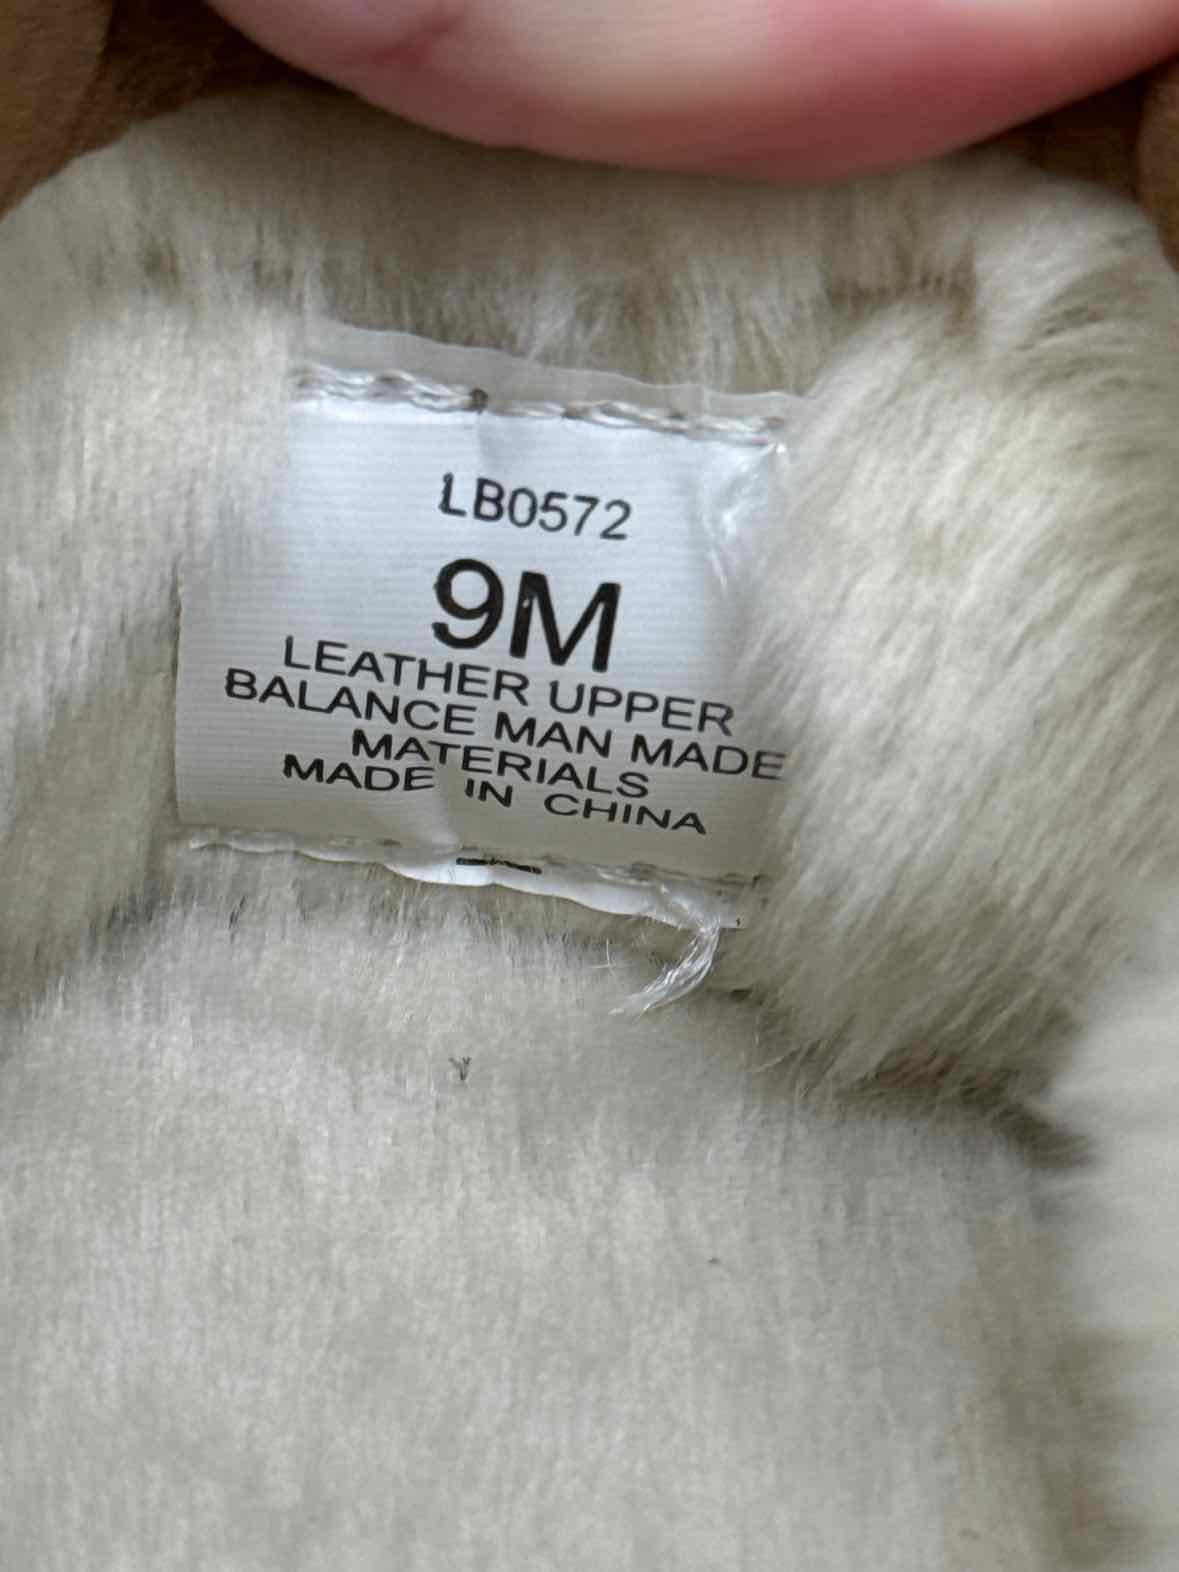 LB0572
9M
LEATHER UPPER
BALANCE MAN MADE
MATERIALS
MADE IN CHINA